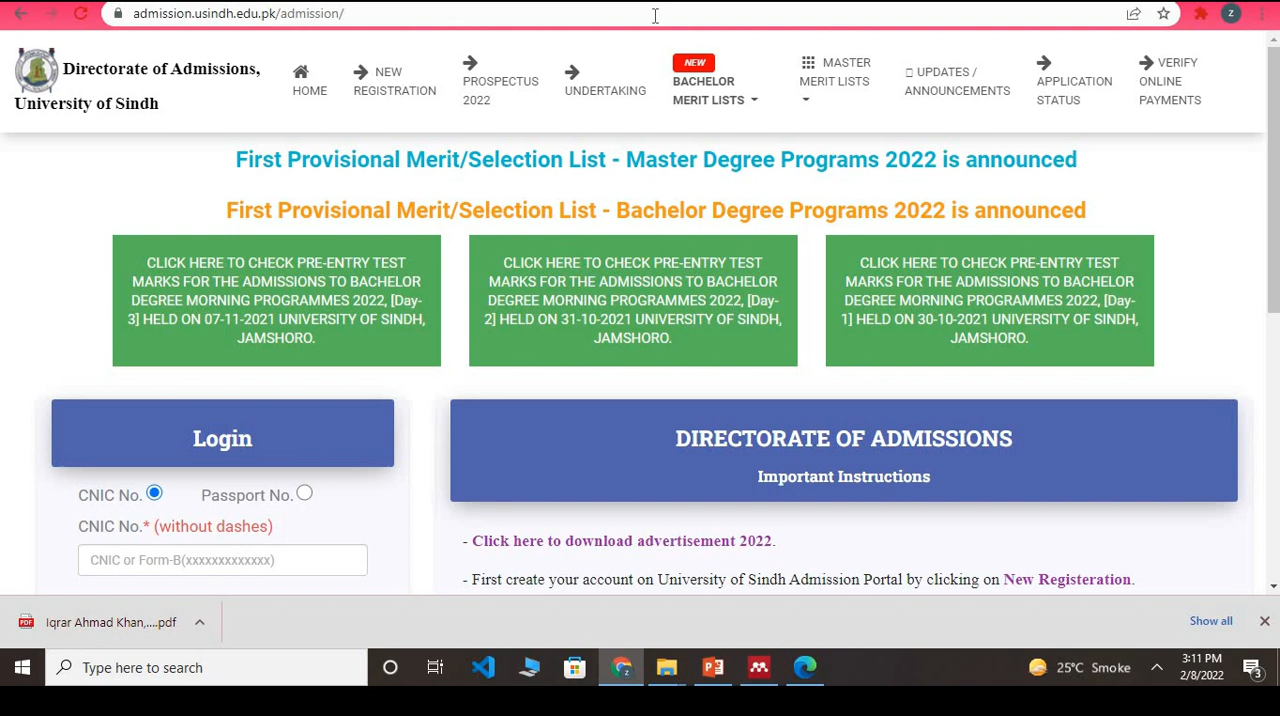 admission.usindh.edu.pk/admission/
Z
Directorate of Admissions,
University of Sindh
HOME
NEW
REGISTRATION
PROSPECTUS
2022
UNDERTAKING
NEW
BACHELOR
MERIT LISTS
MASTER
MERIT LISTS
UPDATES /
ANNOUNCEMENTS
APPLICATION
STATUS
VERIFY
ONLINE
PAYMENTS
First Provisional Merit/Selection List - Master Degree Programs 2022 is announced
First Provisional Merit/Selection List - Bachelor Degree Programs 2022 is announced
CLICK HERE TO CHECK PRE-ENTRY TEST
MARKS FOR THE ADMISSIONS TO BACHELOR
DEGREE MORNING PROGRAMMES 2022, [Day-
3] HELD ON 07-11-2021 UNIVERSITY OF SINDH,
JAMSHORO.
CLICK HERE TO CHECK PRE-ENTRY TEST
MARKS FOR THE ADMISSIONS TO BACHELOR
DEGREE MORNING PROGRAMMES 2022, [Day-
2] HELD ON 31-10-2021 UNIVERSITY OF SINDH,
JAMSHORO.
CLICK HERE TO CHECK PRE-ENTRY TEST
MARKS FOR THE ADMISSIONS TO BACHELOR
DEGREE MORNING PROGRAMMES 2022, [Day-
1] HELD ON 30-10-2021 UNIVERSITY OF SINDH,
JAMSHORO.
Login
CNIC No. Passport No.
CNIC No.* (without dashes)
CNIC or Form-B(xxxxxxxxxxxxx)
DIRECTORATE OF ADMISSIONS
Important Instructions
- Click here to download advertisement 2022.
- First create your account on University of Sindh Admission Portal by clicking on New Registeration.
PDF Iqrar Ahmad Khan,....pdf
Show all
Type here to search
25°C Smoke
3:11 PM
2/8/2022
3